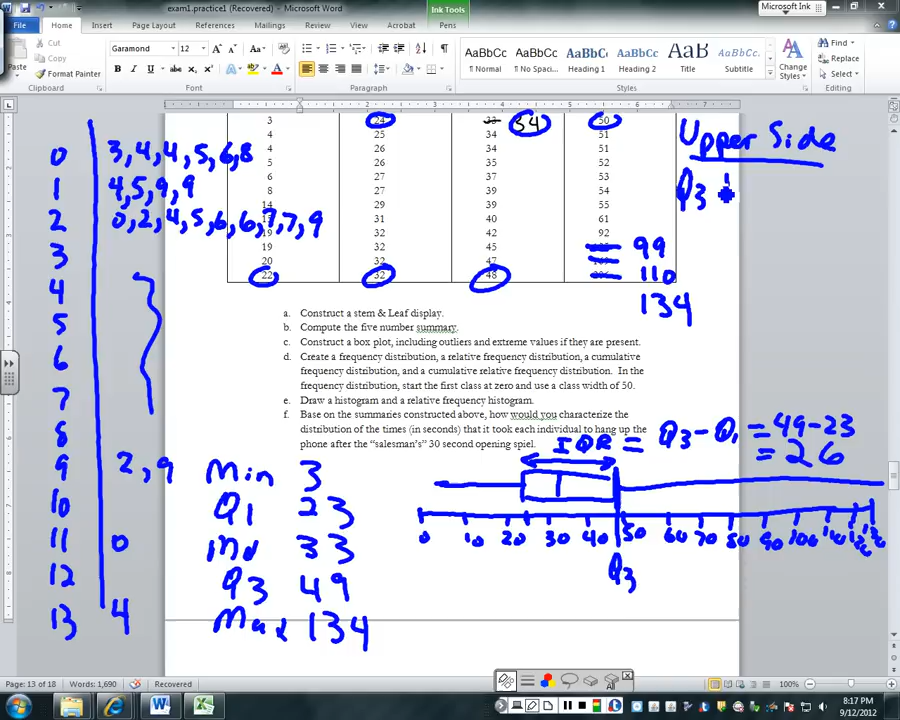 exam1.practice1 (Recovered) - Microsoft Word
Ink Tools
Microsoft Ink
File Home Insert Page Layout References Mailings Review View Acrobat Pens
Cut
Copy
Format Painter
Paste
Garamond 12
AaBbCc AaBbCc AaBbC AaBbCc AaB AaBbCc
¶ Normal ¶ No Spaci... Heading 1 Heading 2 Title Subtitle
Change Styles
Find
Replace
Select
Clipboard Font Paragraph Styles Editing
3 24 33 34 50
4 25 34 51
4 26 34 51
5 26 35 52
6 27 37 53
8 27 39 54
14 29 39 55
31 40 61
19 32 42 92
19 32 45 99
20 32 47 110
22 32 48 134
Upper Side
Q3
0 3, 4, 4, 5, 6, 8
1 4, 5, 9, 9
2 0, 2, 4, 5, 6, 6, 7, 7, 9
3
4
5
6
7
8
9 2, 9
10
11 0
12
13 4
a. Construct a stem & Leaf display.
b. Compute the five number summary.
c. Construct a box plot, including outliers and extreme values if they are present.
d. Create a frequency distribution, a relative frequency distribution, a cumulative
frequency distribution, and a cumulative relative frequency distribution. In the
frequency distribution, start the first class at zero and use a class width of 50.
e. Draw a histogram and a relative frequency histogram.
f. Base on the summaries constructed above, how would you characterize the
distribution of the times (in seconds) that it took each individual to hang up the
phone after the “salesman’s” 30 second opening spiel.
IQR = Q3 - Q1 = 49-23
= 26
Min 3
Q1 23
Md 33
Q3 49
Max 134
0 10 20 30 40 50 60 70 80 90 100
Q3
Page: 13 of 18 Words: 1,690 Recovered 100%
All
8:17 PM
9/12/2012